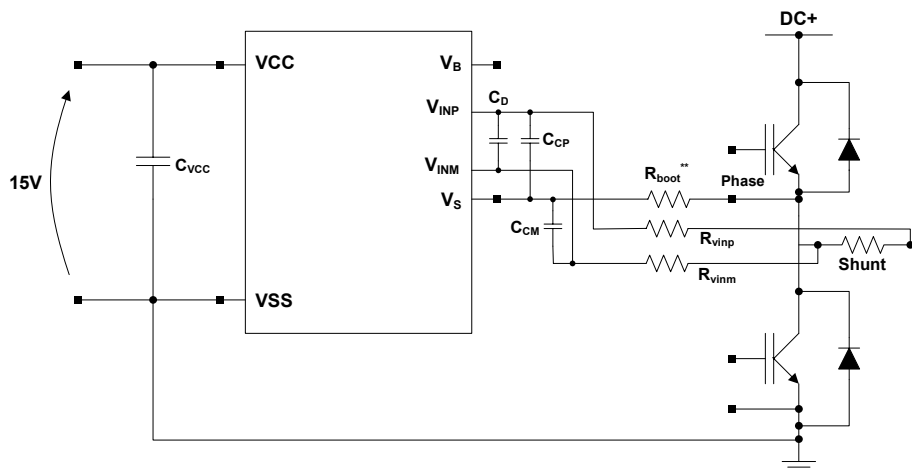 DC+
VCC
V_B
C_D
V_INP
C_CP
C_VCC
15V
V_INM
R_boot**
Phase
V_S
C_CM
R_vinp
Shunt
R_vinm
VSS